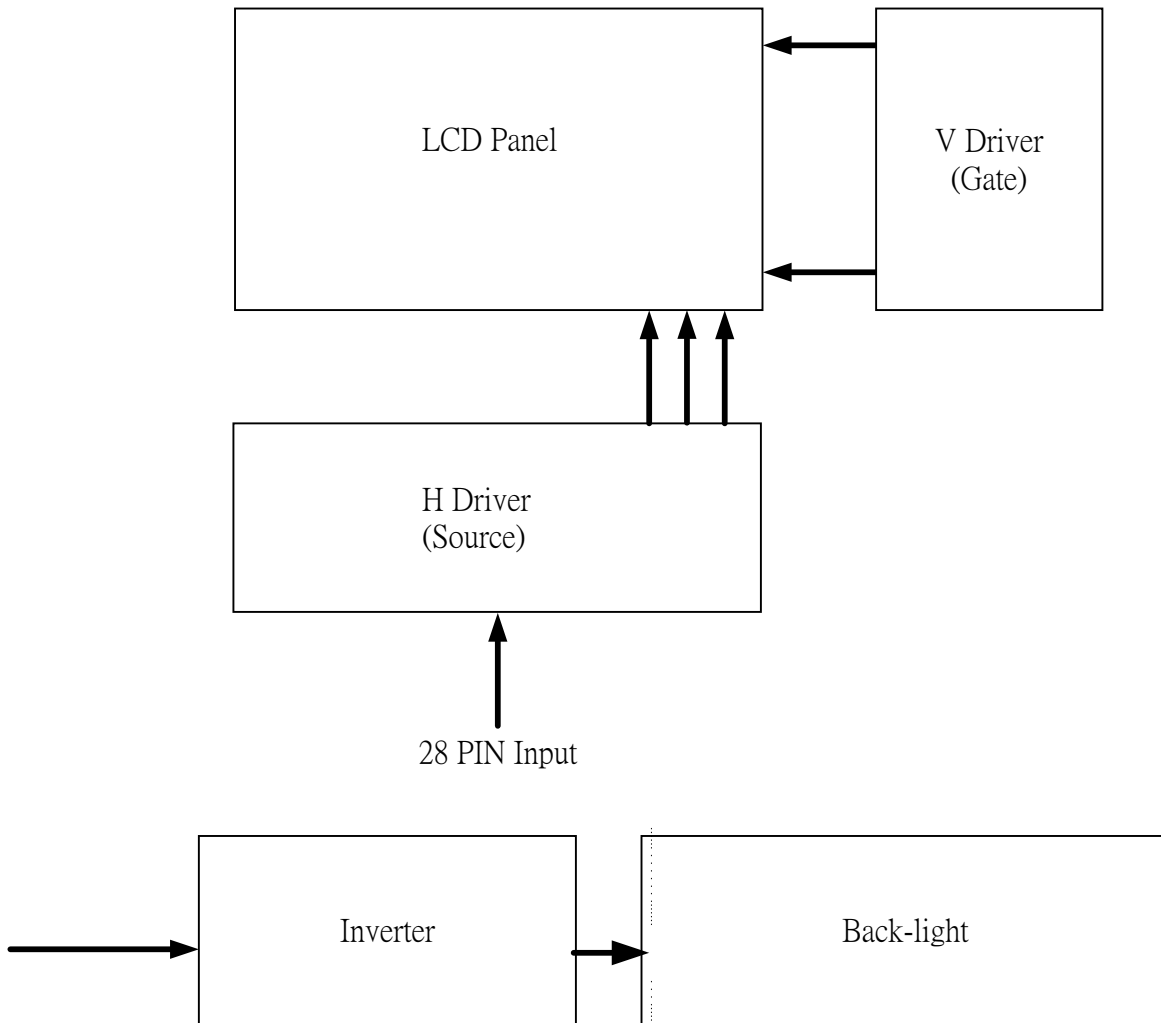 LCD Panel
V Driver
(Gate)
H Driver
(Source)
28 PIN Input
Inverter
Back-light